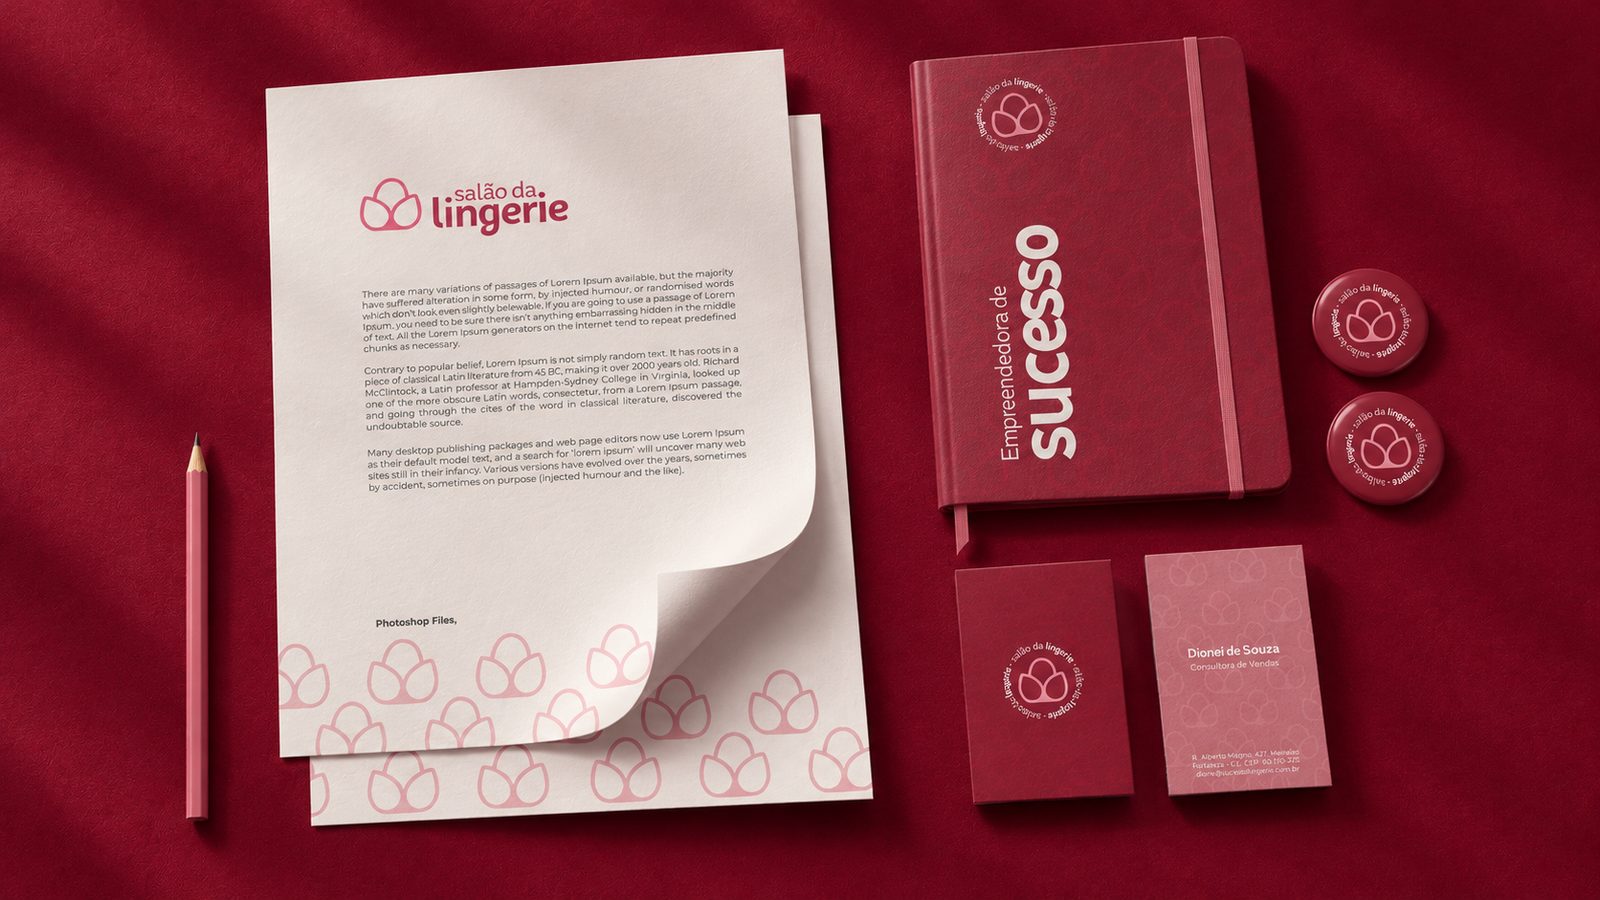 salão da
lingerie
There are many variations of passages of Lorem Ipsum available, but the majority
have suffered alteration in some form, by injected humour, or randomised words
which don't look even slightly belewable. If you are going to use a passage of Lorem
Ipsum, you need to be sure there isn't anything embarrassing hidden in the middle
of text. All the Lorem Ipsum generators on the Internet tend to repeat predefined
chunks as necessary.
Contrary to popular belief, Lorem Ipsum is not simply random text. It has roots in a
piece of classical Latin literature from 45 BC, making it over 2000 years old. Richard
McClintock, a Latin professor at Hampden-Sydney College in Virginia, looked up
one of the more obscure Latin words, consectetur, from a Lorem Ipsum passage,
and going through the cites of the word in classical literature, discovered the
undoubtable source.
Many desktop publishing packages and web page editors now use Lorem Ipsum
as their default model text, and a search for 'lorem ipsum' will uncover many web
sites still in their infancy. Various versions have evolved over the years, sometimes
by accident, sometimes on purpose (injected humour and the like).
Photoshop Files,
salão da lingerie
Empreendedora de
sucesso
salão da lingerie
salão da lingerie
salão da lingerie
Dionei de Souza
Consultora de Vendas
R. Alberto Magno